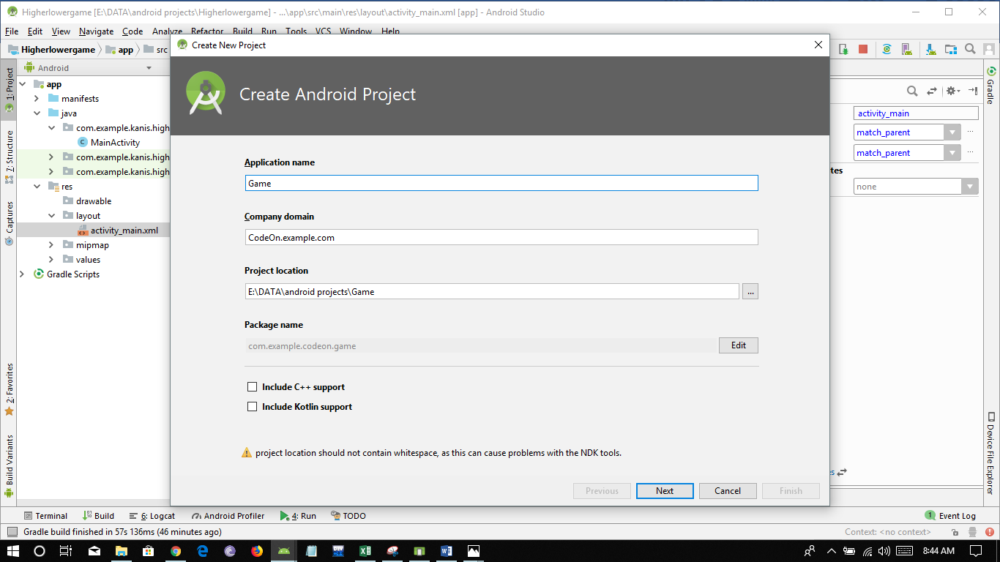 Higherlowergame [E:\DATA\android projects\Higherlowergame] - ...\app\src\main\res\layout\activity_main.xml [app] - Android Studio
File Edit View Navigate Code Analyze Refactor Build Run Tools VCS Window Help
Higherlowergame app src
Android
1: Project
7: Structure
Captures
2: Favorites
Build Variants
app
manifests
java
com.example.kanis.high
MainActivity
com.example.kanis.high
com.example.kanis.high
res
drawable
layout
activity_main.xml
mipmap
values
Gradle Scripts
Create New Project
Create Android Project
Application name
Game
Company domain
CodeOn.example.com
Project location
E:\DATA\android projects\Game
...
Package name
com.example.codeon.game
Edit
Include C++ support
Include Kotlin support
project location should not contain whitespace, as this can cause problems with the NDK tools.
Previous Next Cancel Finish
activity_main
match_parent ...
match_parent ...
tes
none
Gradle
Device File Explorer
Terminal Build 6: Logcat Android Profiler 4: Run TODO 1 Event Log
Gradle build finished in 57s 136ms (46 minutes ago) Context: <no context>
8:44 AM